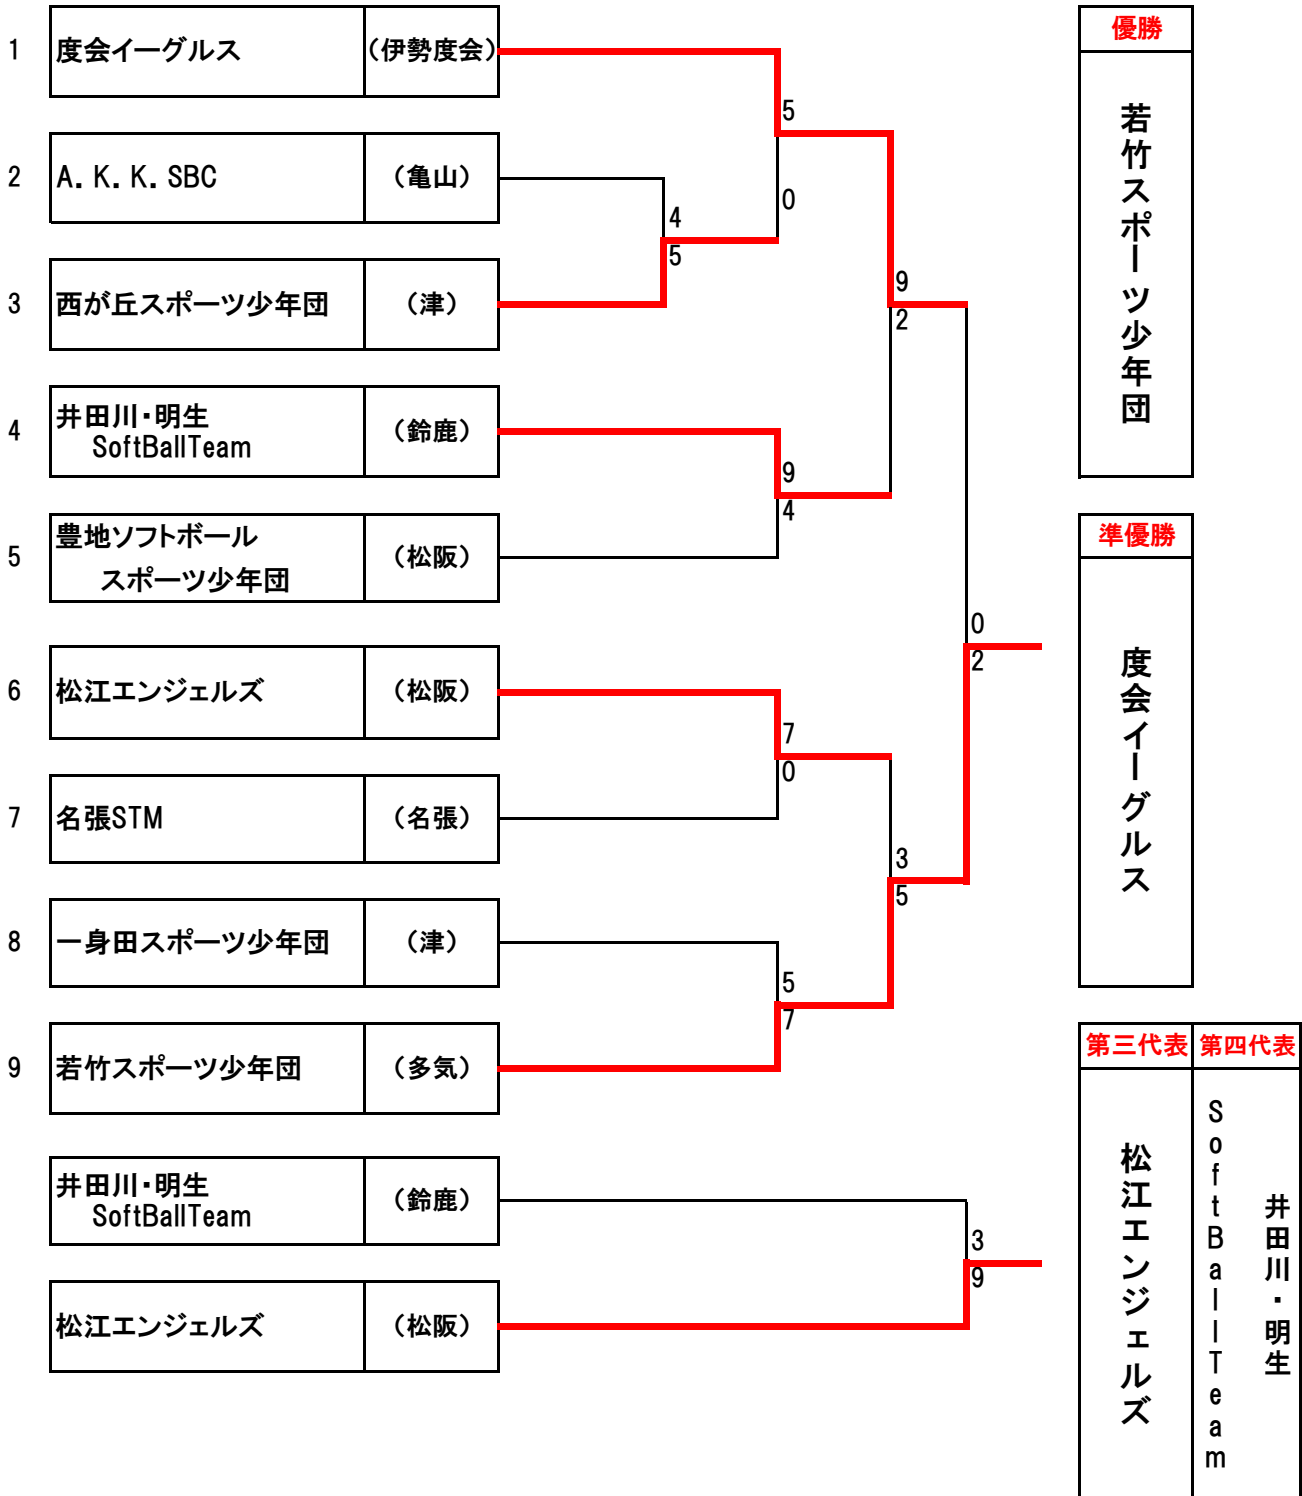 1 度会イーグルス (伊勢度会)
5
2 A．K．K．SBC （亀山）
0
4
5
3 西が丘スポーツ少年団 （津）
9
2
4 井田川・明生
SoftBallTeam
（鈴鹿）
9
4
5 豊地ソフトボール
スポーツ少年団
（松阪）
0
2
6 松江エンジェルズ （松阪）
7
0
7 名張STM （名張）
3
5
8 一身田スポーツ少年団 （津）
5
7
9 若竹スポーツ少年団 （多気）
井田川・明生
SoftBallTeam
（鈴鹿）
3
9
松江エンジェルズ （松阪）
優勝
若竹スポーツ少年団
準優勝
度会イーグルス
第三代表
松江エンジェルズ
第四代表
井田川・明生
SoftBallTeam